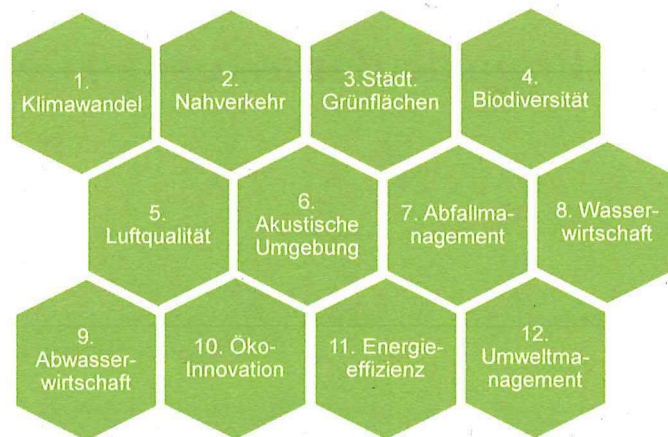 1.
Klimawandel
2.
Nahverkehr
3.Städt.
Grünflächen
4.
Biodiversität
5.
Luftqualität
6.
Akustische
Umgebung
7. Abfallma-
nagement
8. Wasser-
wirtschaft
9.
Abwasser-
wirtschaft
10. Öko-
Innovation
11. Energie-
effizienz
12.
Umweltma-
nagement